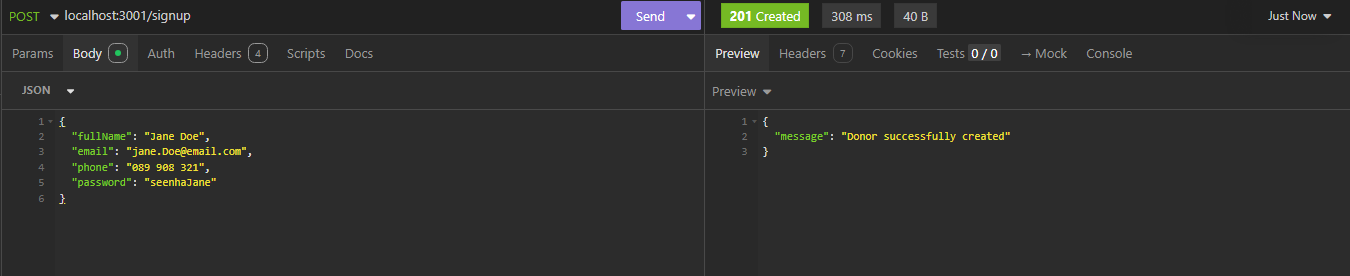 POST localhost:3001/signup Send 201 Created 308 ms 40 B Just Now
Params Body Auth Headers 4 Scripts Docs Preview Headers 7 Cookies Tests 0 / 0 → Mock Console
JSON Preview
1 {
2 "fullName": "Jane Doe",
3 "email": "jane.Doe@email.com",
4 "phone": "089 908 321",
5 "password": "seenhaJane"
6 }
1 {
2 "message": "Donor successfully created"
3 }